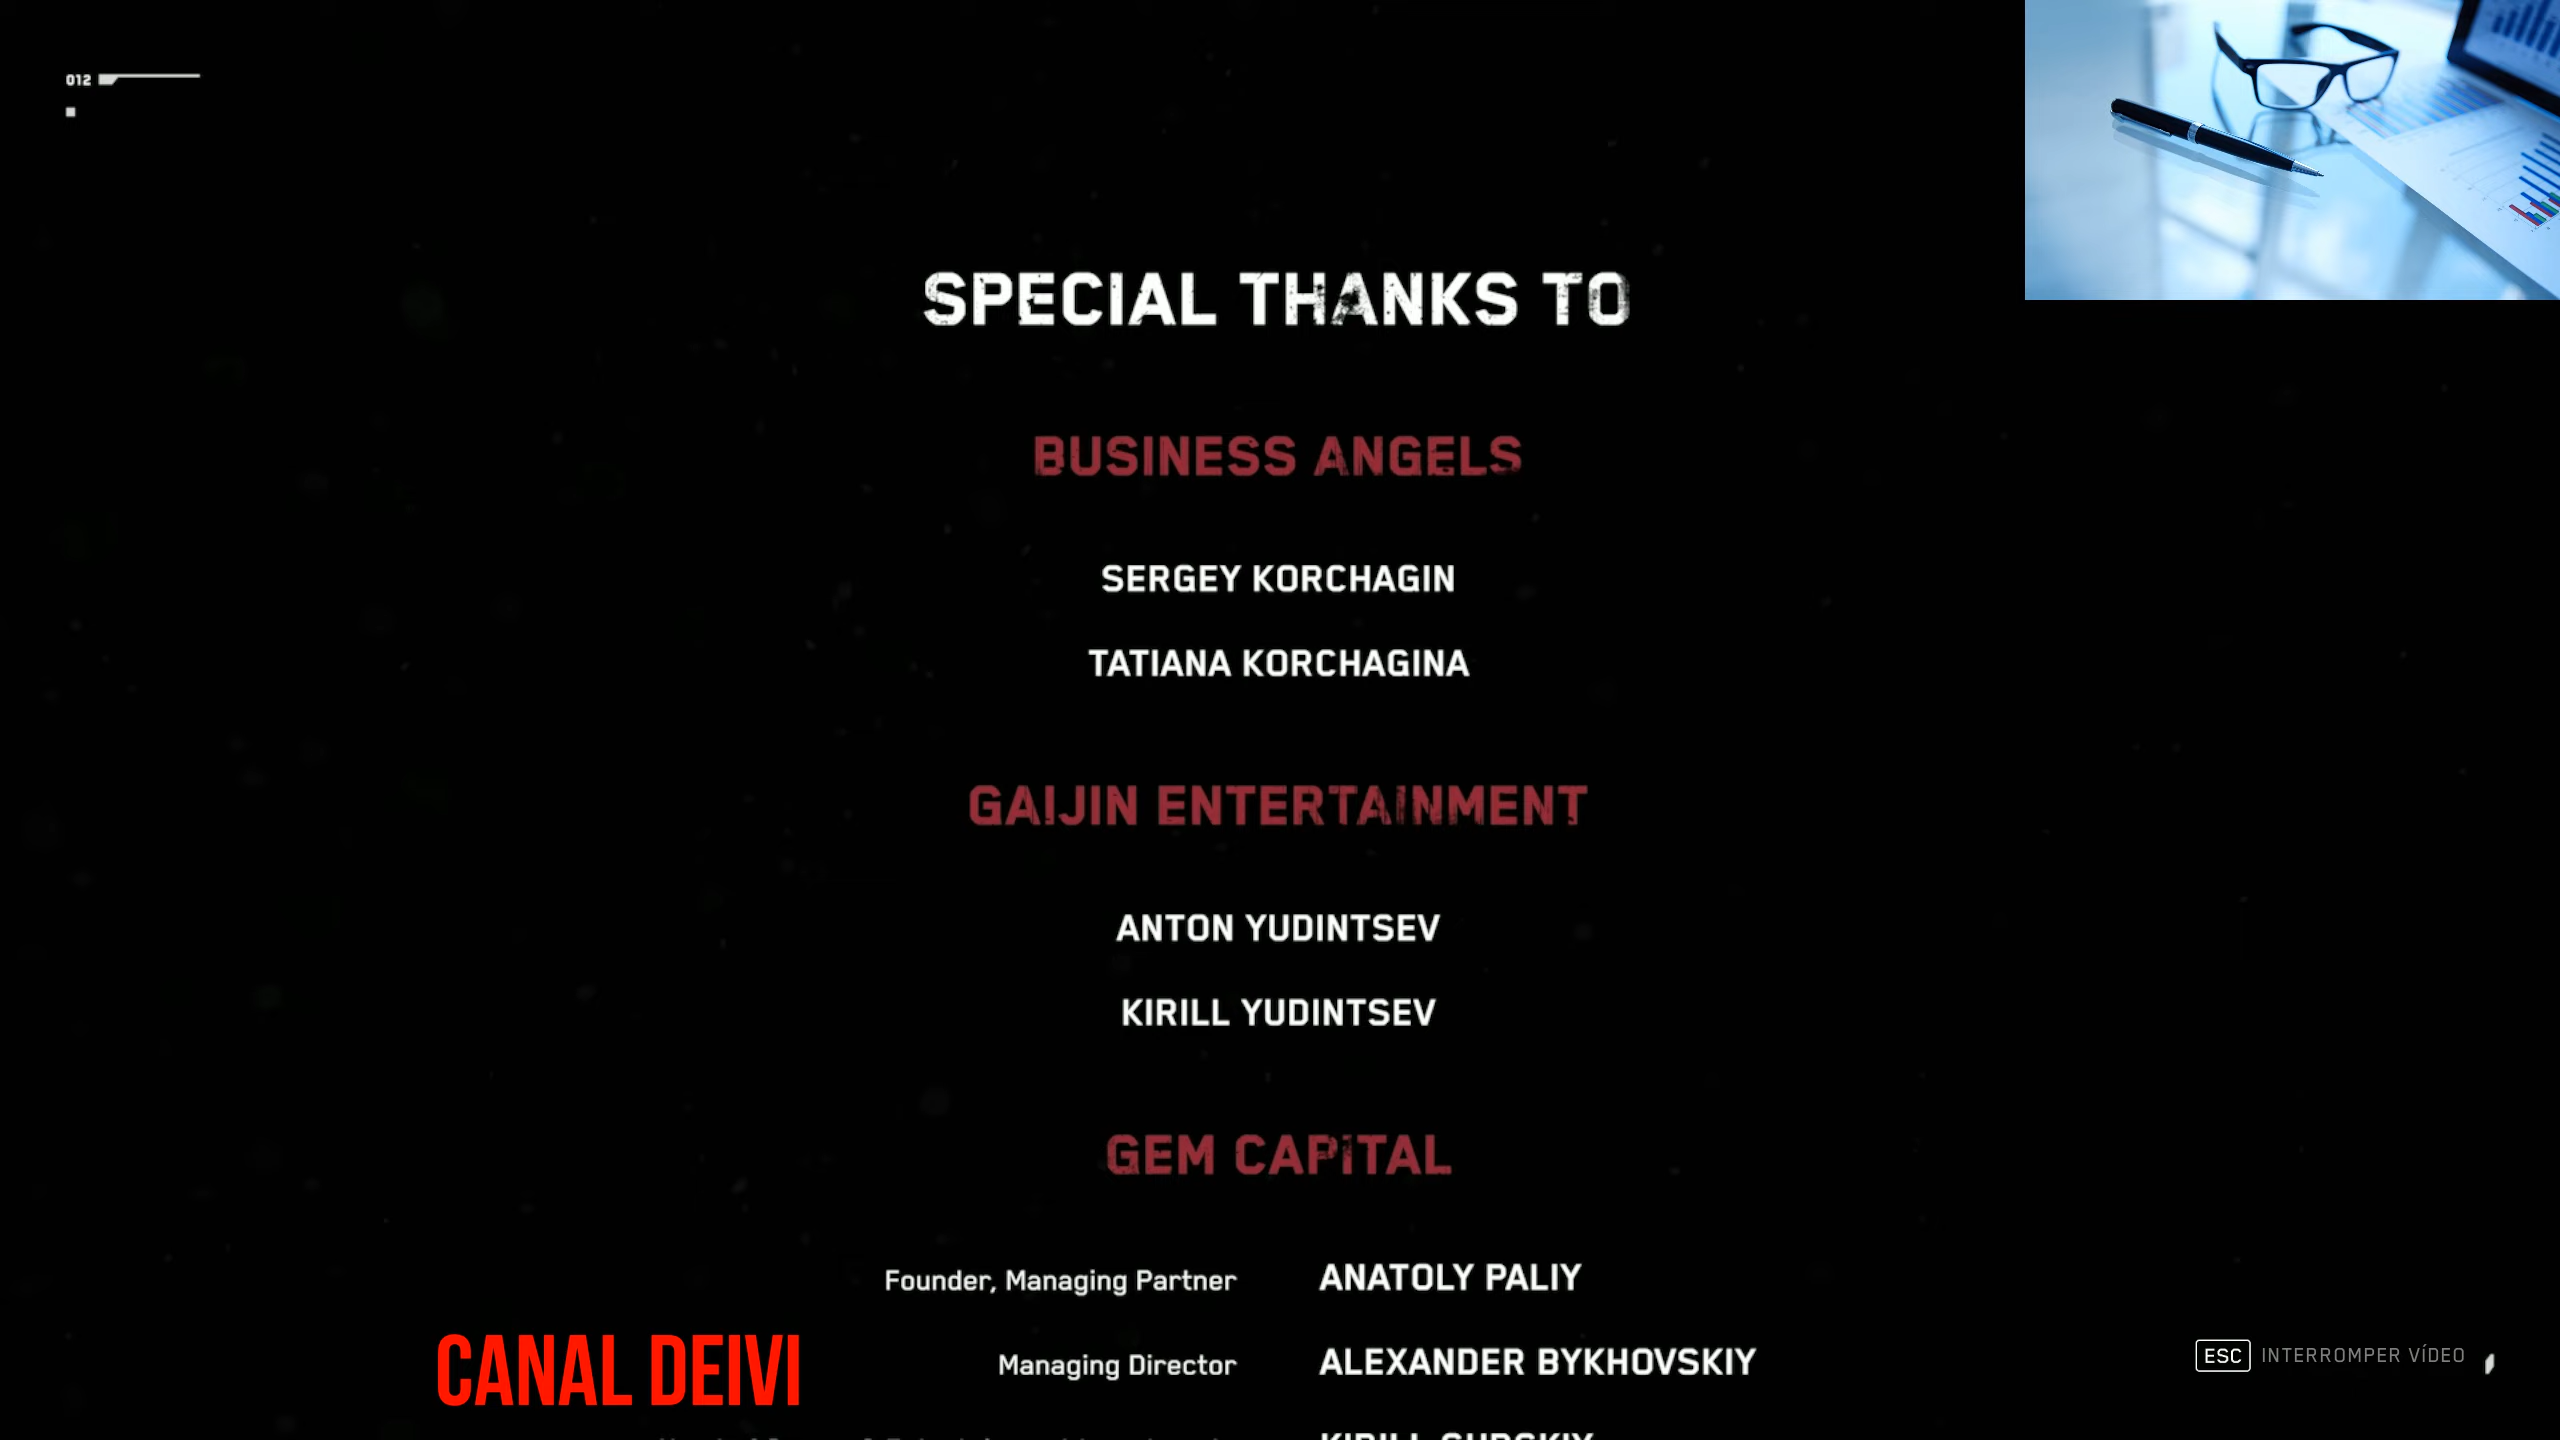 012
SPECIAL THANKS TO
BUSINESS ANGELS
SERGEY KORCHAGIN
TATIANA KORCHAGINA
GAIJIN ENTERTAINMENT
ANTON YUDINTSEV
KIRILL YUDINTSEV
GEM CAPITAL
Founder, Managing Partner ANATOLY PALIY
Managing Director ALEXANDER BYKHOVSKIY
CANAL DEIVI
ESC INTERROMPER VÍDEO